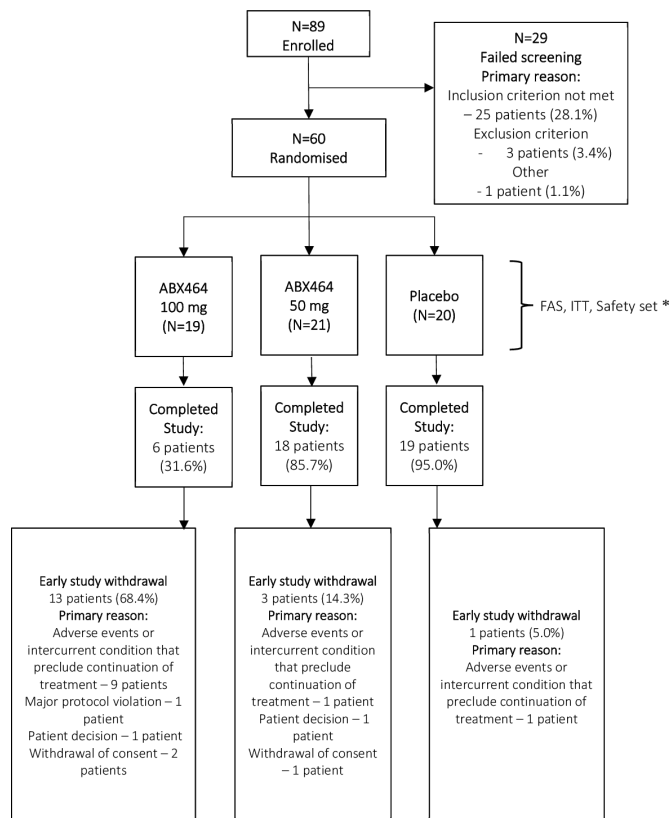 N=89
Enrolled
N=29
Failed screening
Primary reason:
Inclusion criterion not met
– 25 patients (28.1%)
Exclusion criterion
- 3 patients (3.4%)
Other
- 1 patient (1.1%)
N=60
Randomised
ABX464
100 mg
(N=19)
ABX464
50 mg
(N=21)
Placebo
(N=20)
FAS, ITT, Safety set *
Completed
Study:
6 patients
(31.6%)
Completed
Study:
18 patients
(85.7%)
Completed
Study:
19 patients
(95.0%)
Early study withdrawal
13 patients (68.4%)
Primary reason:
Adverse events or
intercurrent condition that
preclude continuation of
treatment – 9 patients
Major protocol violation – 1
patient
Patient decision – 1 patient
Withdrawal of consent – 2
patients
Early study withdrawal
3 patients (14.3%)
Primary reason:
Adverse events or
intercurrent condition
that preclude
continuation of
treatment – 1 patient
Patient decision – 1
patient
Withdrawal of consent
– 1 patient
Early study withdrawal
1 patients (5.0%)
Primary reason:
Adverse events or
intercurrent condition that
preclude continuation of
treatment – 1 patient